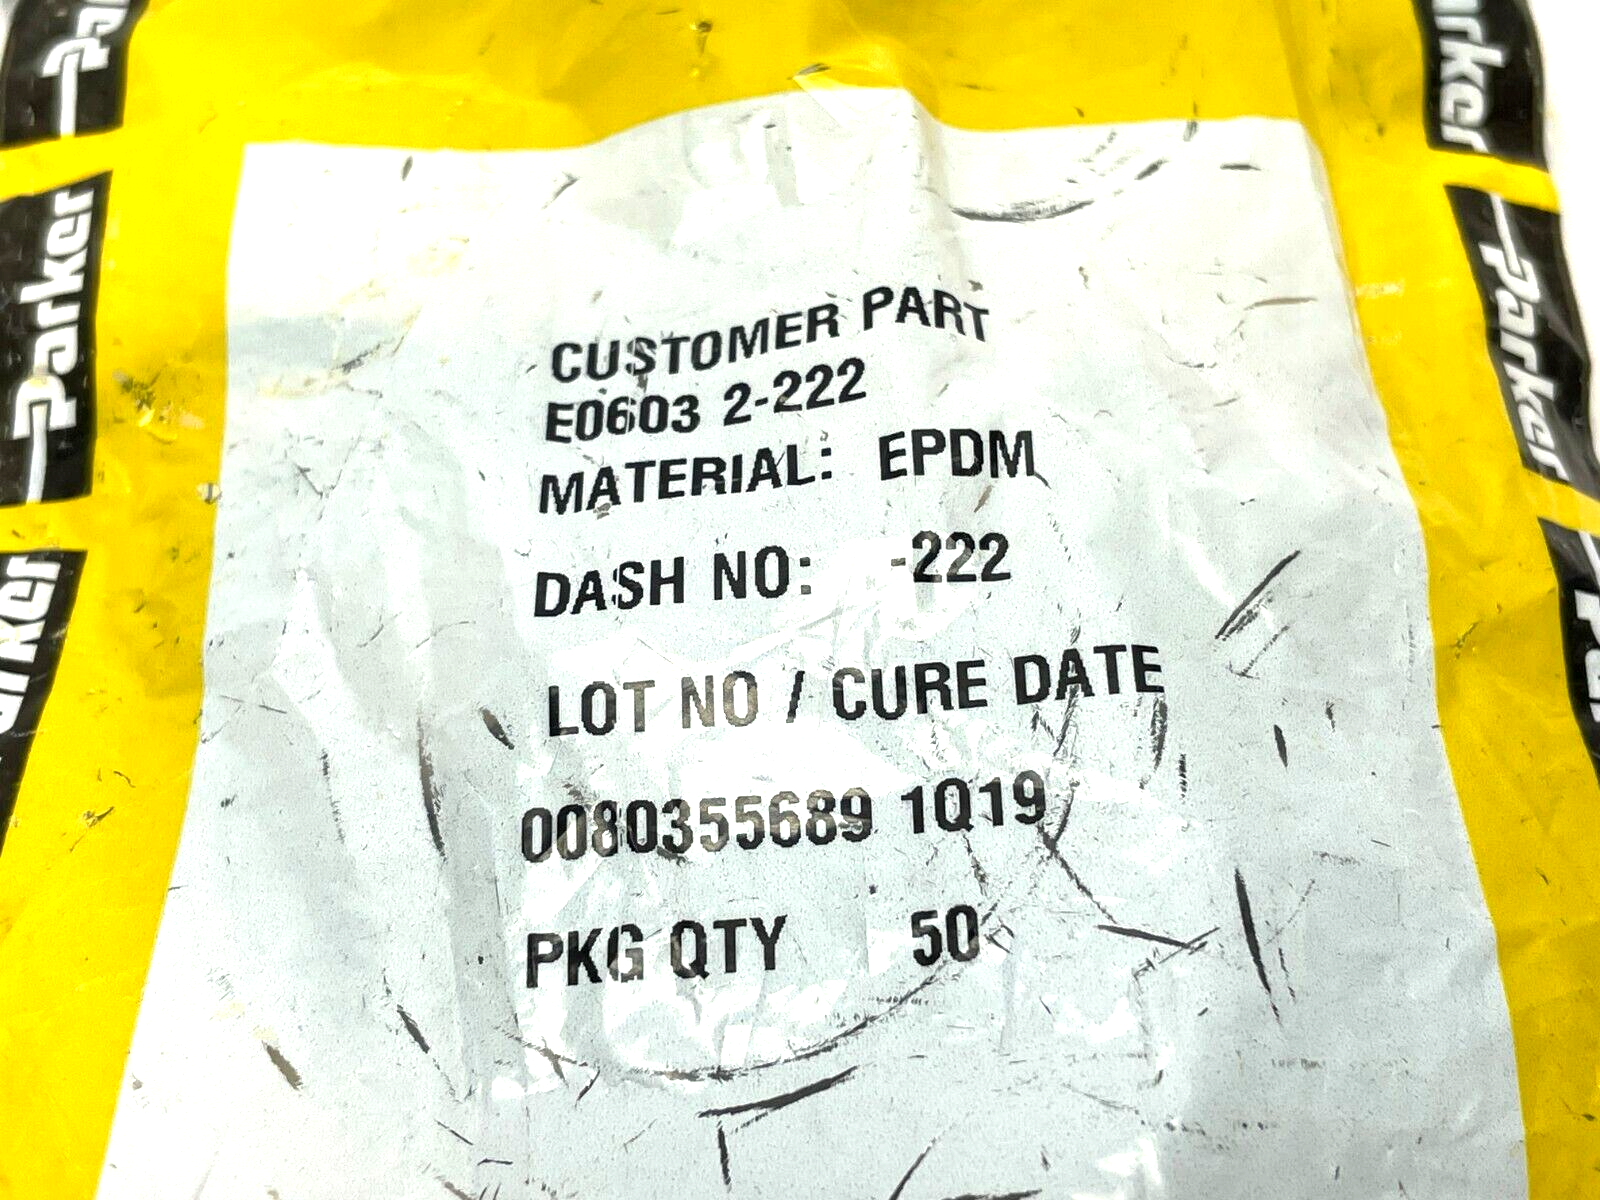 CUSTOMER PART
E0603 2-222
MATERIAL: EPDM
DASH NO: -222
LOT NO / CURE DATE
0080355689 1Q19
PKG QTY 50
Parker
Parker
Parker
Parker